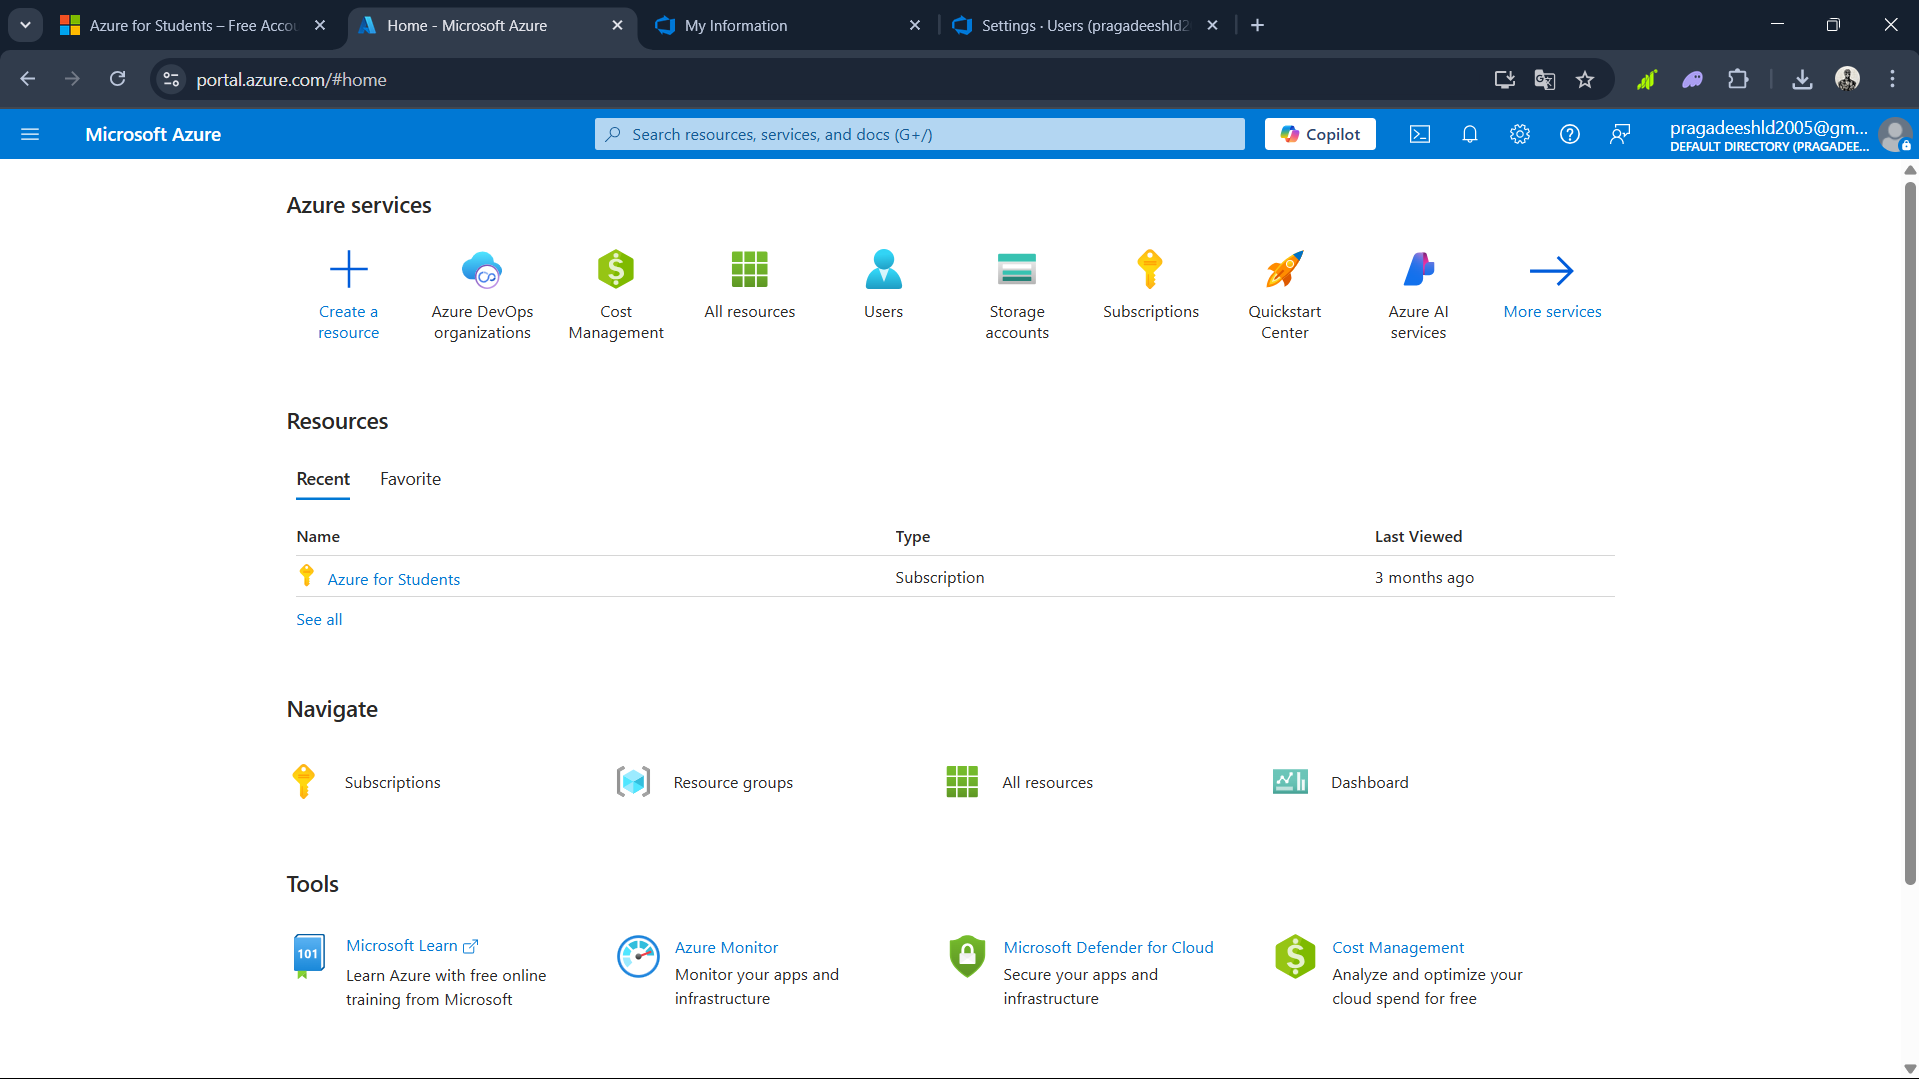 Azure for Students – Free Accou
Home - Microsoft Azure
My Information
Settings · Users (pragadeeshld2
portal.azure.com/#home
Microsoft Azure
Search resources, services, and docs (G+/)
Copilot
pragadeeshld2005@gm...
DEFAULT DIRECTORY (PRAGADEE...
Azure services
Create a resource
Azure DevOps organizations
Cost Management
All resources
Users
Storage accounts
Subscriptions
Quickstart Center
Azure AI services
More services
Resources
Recent
Favorite
Name Type Last Viewed
Azure for Students Subscription 3 months ago
See all
Navigate
Subscriptions
Resource groups
All resources
Dashboard
Tools
101
Microsoft Learn
Learn Azure with free online
training from Microsoft
Azure Monitor
Monitor your apps and
infrastructure
Microsoft Defender for Cloud
Secure your apps and
infrastructure
Cost Management
Analyze and optimize your
cloud spend for free